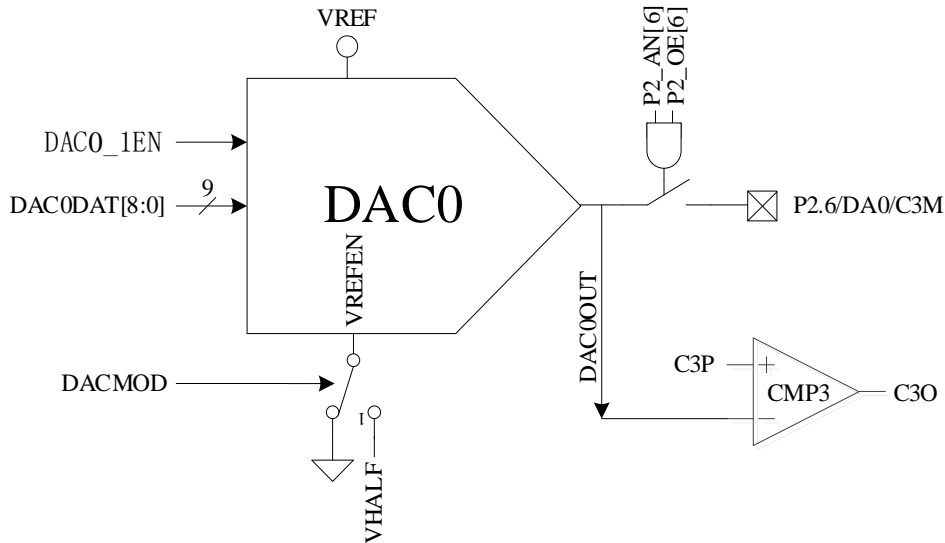 VREF
P2_AN[6]
P2_OE[6]
DAC0_1EN
DAC0DAT[8:0]
9
DAC0
VREFEN
P2.6/DA0/C3M
DAC0OUT
DACMOD
1
VHALF
C3P
+
CMP3
C3O
−